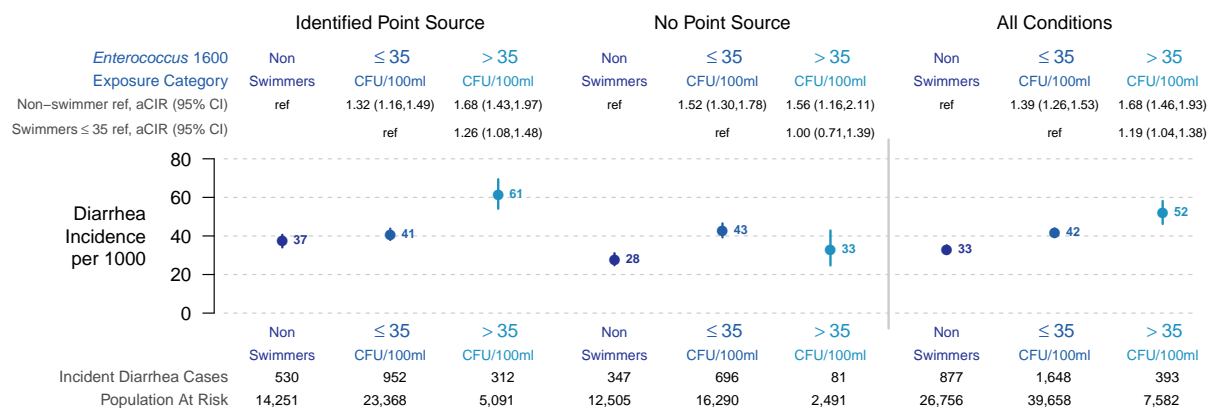 Identified Point Source No Point Source All Conditions
Enterococcus 1600 Non ≤ 35 > 35 Non ≤ 35 > 35 Non ≤ 35 > 35
Exposure Category Swimmers CFU/100ml CFU/100ml Swimmers CFU/100ml CFU/100ml Swimmers CFU/100ml CFU/100ml
Non−swimmer ref, aCIR (95% CI) ref 1.32 (1.16,1.49) 1.68 (1.43,1.97) ref 1.52 (1.30,1.78) 1.56 (1.16,2.11) ref 1.39 (1.26,1.53) 1.68 (1.46,1.93)
Swimmers ≤ 35 ref, aCIR (95% CI) ref 1.26 (1.08,1.48) ref 1.00 (0.71,1.39) ref 1.19 (1.04,1.38)
Diarrhea
Incidence
per 1000
80
60
40
20
0
37 41 61 28 43 33 33 42 52
Non ≤ 35 > 35 Non ≤ 35 > 35 Non ≤ 35 > 35
Swimmers CFU/100ml CFU/100ml Swimmers CFU/100ml CFU/100ml Swimmers CFU/100ml CFU/100ml
Incident Diarrhea Cases 530 952 312 347 696 81 877 1,648 393
Population At Risk 14,251 23,368 5,091 12,505 16,290 2,491 26,756 39,658 7,582